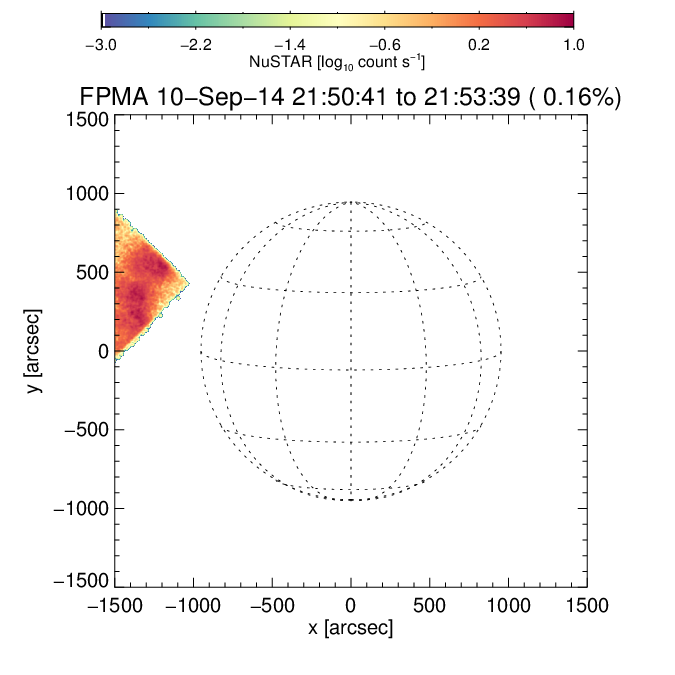 −3.0 −2.2 −1.4 −0.6 0.2 1.0
NuSTAR [log₁₀ count s⁻¹]
FPMA 10−Sep−14 21:50:41 to 21:53:39 ( 0.16%)
1500
1000
500
0
−500
−1000
−1500
y [arcsec]
−1500 −1000 −500 0 500 1000 1500
x [arcsec]